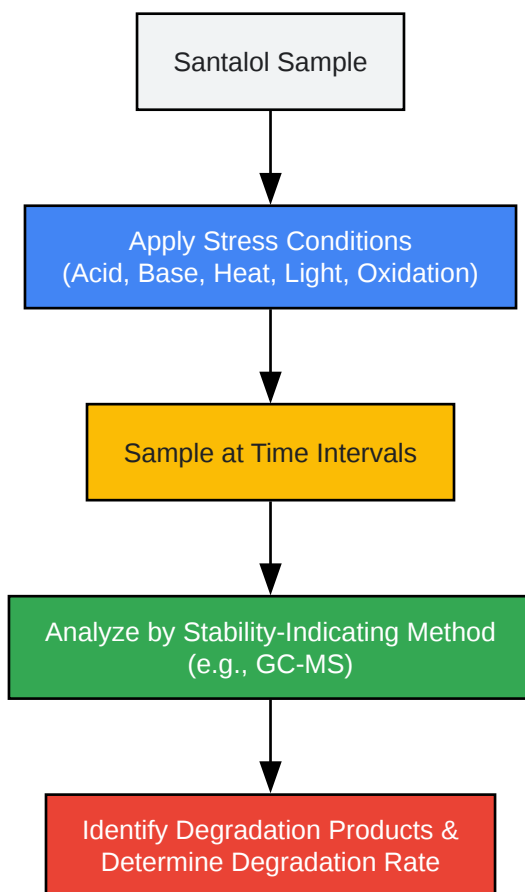 Santalol Sample
Apply Stress Conditions
(Acid, Base, Heat, Light, Oxidation)
Sample at Time Intervals
Analyze by Stability-Indicating Method
(e.g., GC-MS)
Identify Degradation Products &
Determine Degradation Rate